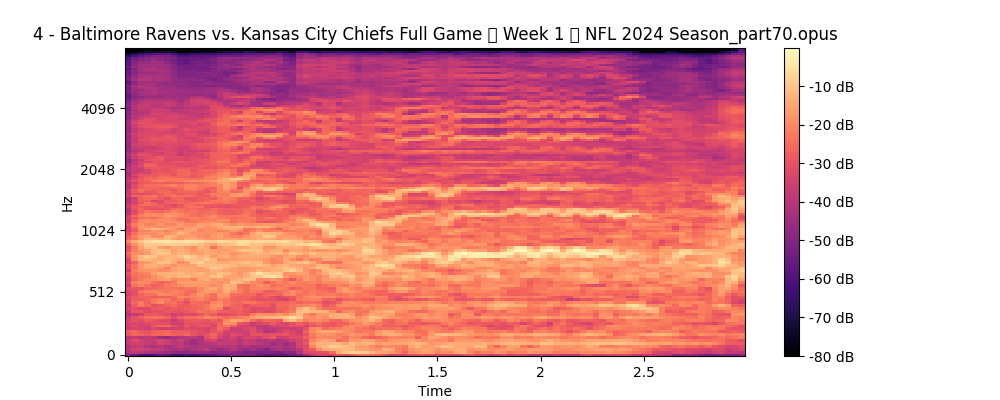 4 - Baltimore Ravens vs. Kansas City Chiefs Full Game ▯ Week 1 ▯ NFL 2024 Season_part70.opus
4096
2048
1024
512
0
Hz
0
0.5
1
1.5
2
2.5
Time
-10 dB
-20 dB
-30 dB
-40 dB
-50 dB
-60 dB
-70 dB
-80 dB